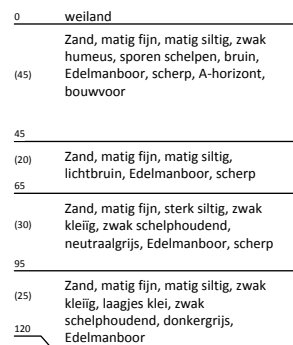 0 weiland
Zand, matig fijn, matig siltig, zwak
humeus, sporen schelpen, bruin,
(45) Edelmanboor, scherp, A-horizont,
bouwvoor
45
(20) Zand, matig fijn, matig siltig,
lichtbruin, Edelmanboor, scherp
65
Zand, matig fijn, sterk siltig, zwak
(30) kleiïg, zwak schelphoudend,
neutraalgrijs, Edelmanboor, scherp
95
Zand, matig fijn, matig siltig, zwak
(25) kleiïg, laagjes klei, zwak
schelphoudend, donkergrijs,
120 Edelmanboor